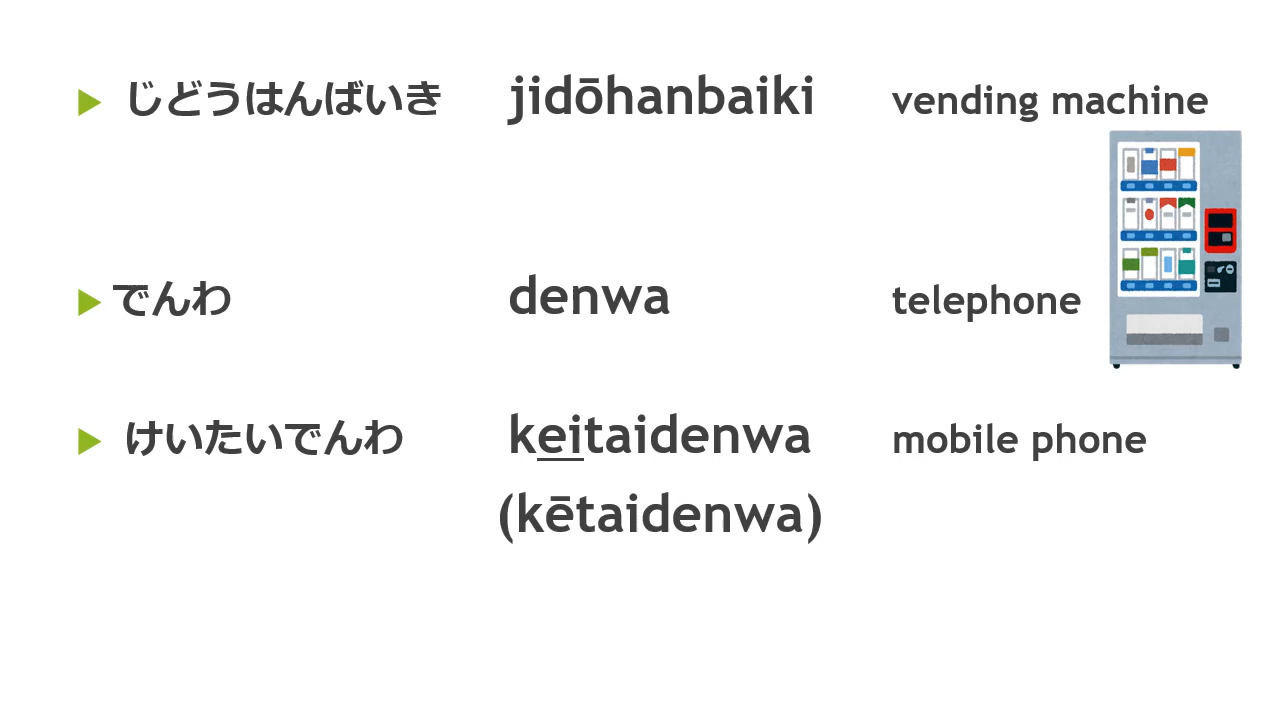 じどうはんばいき jidōhanbaiki vending machine
でんわ denwa telephone
けいたいでんわ keitaidenwa mobile phone
(kētaidenwa)